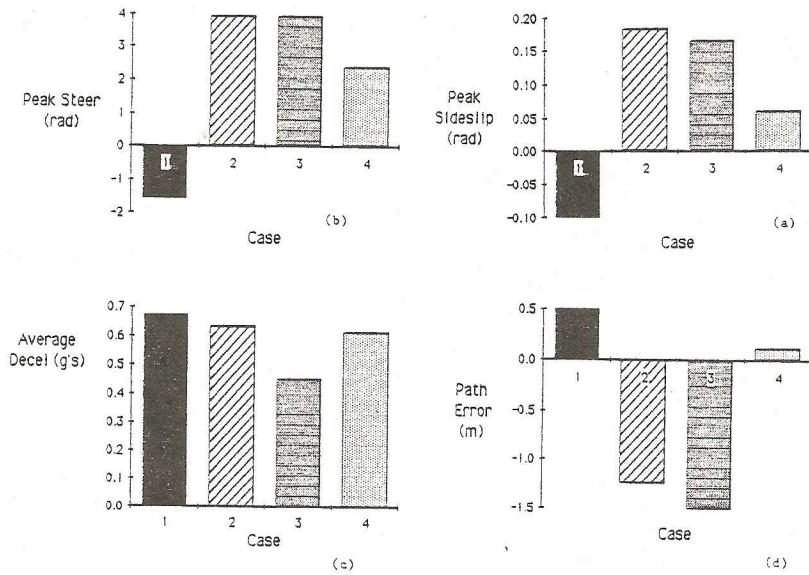 4
2
0
-1
-2
Peak Steer
(rad)
1
2
3
4
(b)
Case
0.20
0.15
0.10
0.05
0.00
-0.05
-0.10
Peak
Sideslip
(rad)
1
2
3
4
(a)
Case
0.7
0.6
0.5
0.4
0.3
0.2
0.1
0.0
Average
Decel (g's)
1
2
3
4
Case
(c)
0.5
0.0
-0.5
-1.0
-1.5
Path
Error
(m)
1
2
3
4
Case
(d)